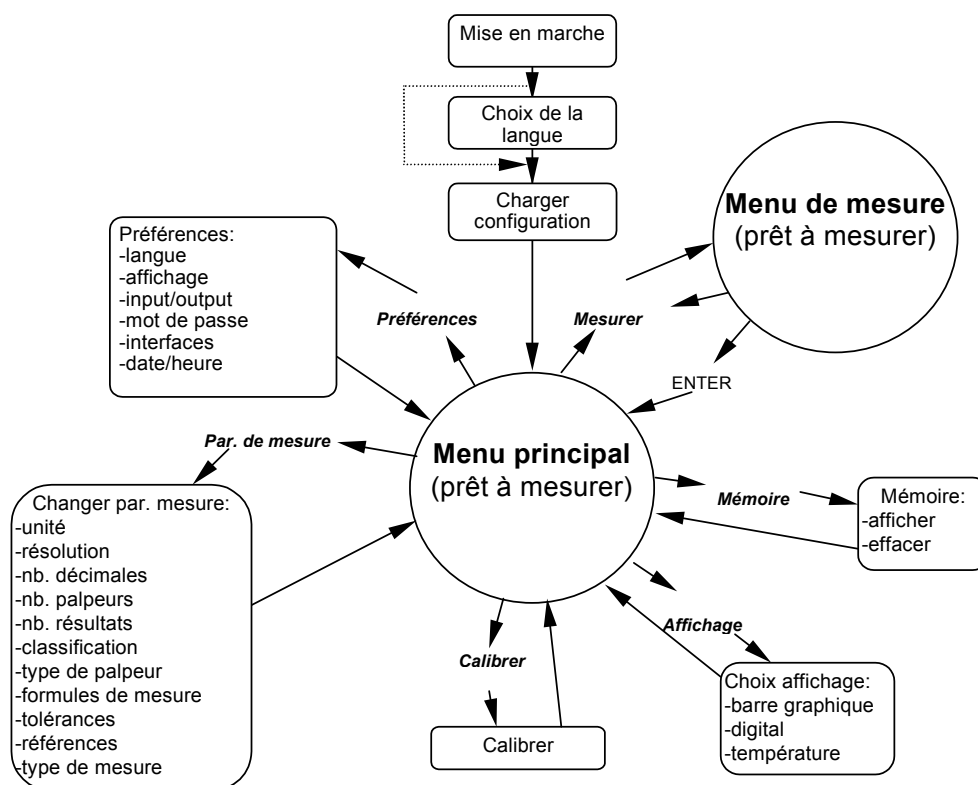 Mise en marche
Choix de la
langue
Charger
configuration
Menu de mesure
(prêt à mesurer)
Préférences:
-langue
-affichage
-input/output
-mot de passe
-interfaces
-date/heure
Préférences
Mesurer
ENTER
Par. de mesure
Menu principal
(prêt à mesurer)
Mémoire
Mémoire:
-afficher
-effacer
Changer par. mesure:
-unité
-résolution
-nb. décimales
-nb. palpeurs
-nb. résultats
-classification
-type de palpeur
-formules de mesure
-tolérances
-références
-type de mesure
Calibrer
Calibrer
Affichage
Choix affichage:
-barre graphique
-digital
-température